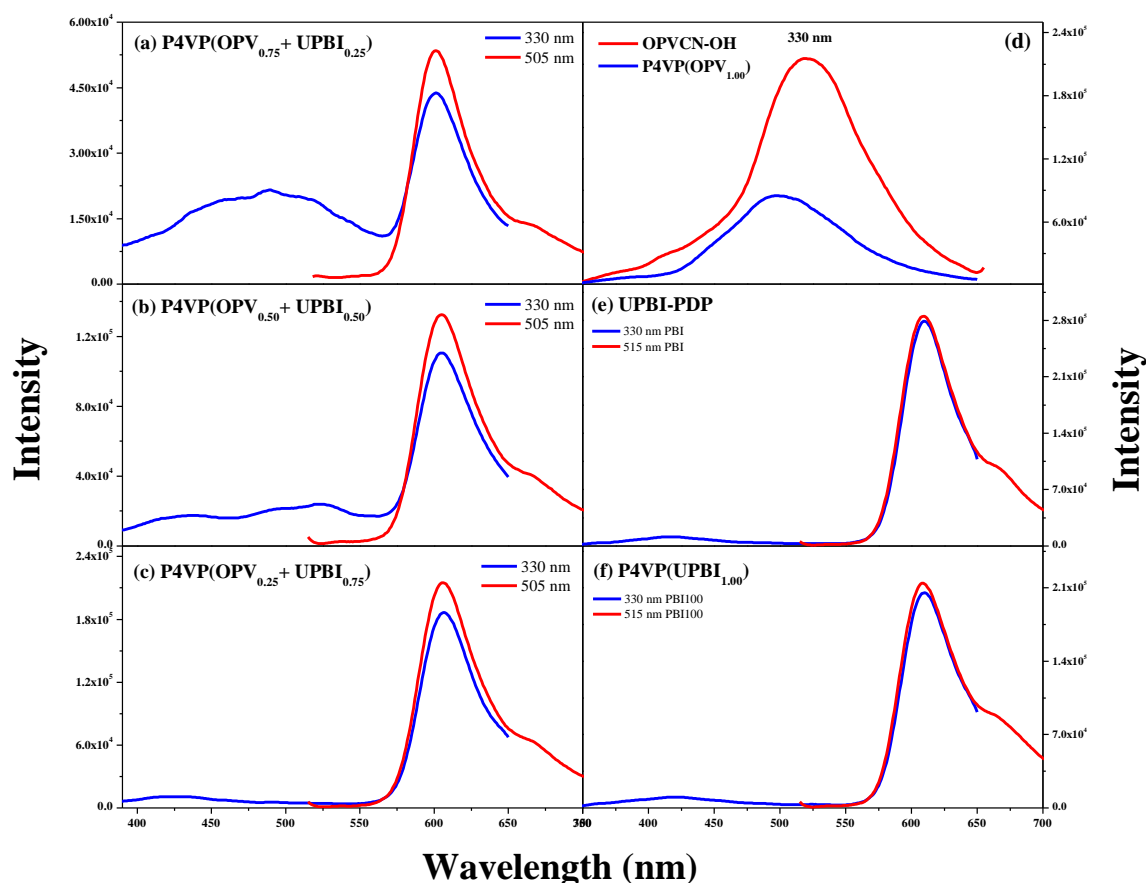 (a) P4VP(OPV0.75+ UPBI0.25)
330 nm
505 nm
6.00x10⁴
4.50x10⁴
3.00x10⁴
1.50x10⁴
0.00
(b) P4VP(OPV0.50+ UPBI0.50)
330 nm
505 nm
1.2x10⁵
8.0x10⁴
4.0x10⁴
0.0
(c) P4VP(OPV0.25+ UPBI0.75)
330 nm
505 nm
2.4x10⁵
1.8x10⁵
1.2x10⁵
6.0x10⁴
0.0
400 450 500 550 600 650
Intensity
OPVCN-OH
P4VP(OPV1.00)
330 nm
(d)
2.4x10⁵
1.8x10⁵
1.2x10⁵
6.0x10⁴
(e) UPBI-PDP
330 nm PBI
515 nm PBI
2.8x10⁵
2.1x10⁵
1.4x10⁵
7.0x10⁴
0.0
(f) P4VP(UPBI1.00)
330 nm PBI100
515 nm PBI100
2.1x10⁵
1.4x10⁵
7.0x10⁴
0.0
400 450 500 550 600 650 700
Intensity
Wavelength (nm)